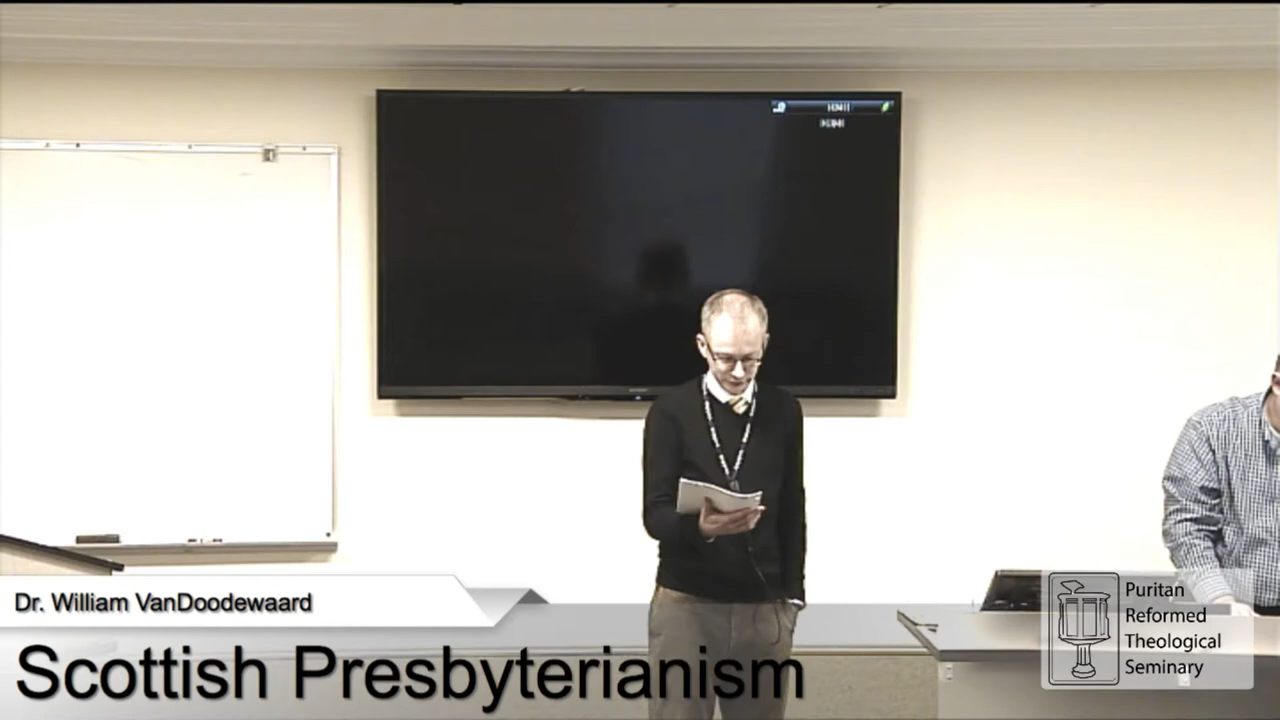 Dr. William VanDoodewaard
Scottish Presbyterianism
Puritan
Reformed
Theological
Seminary